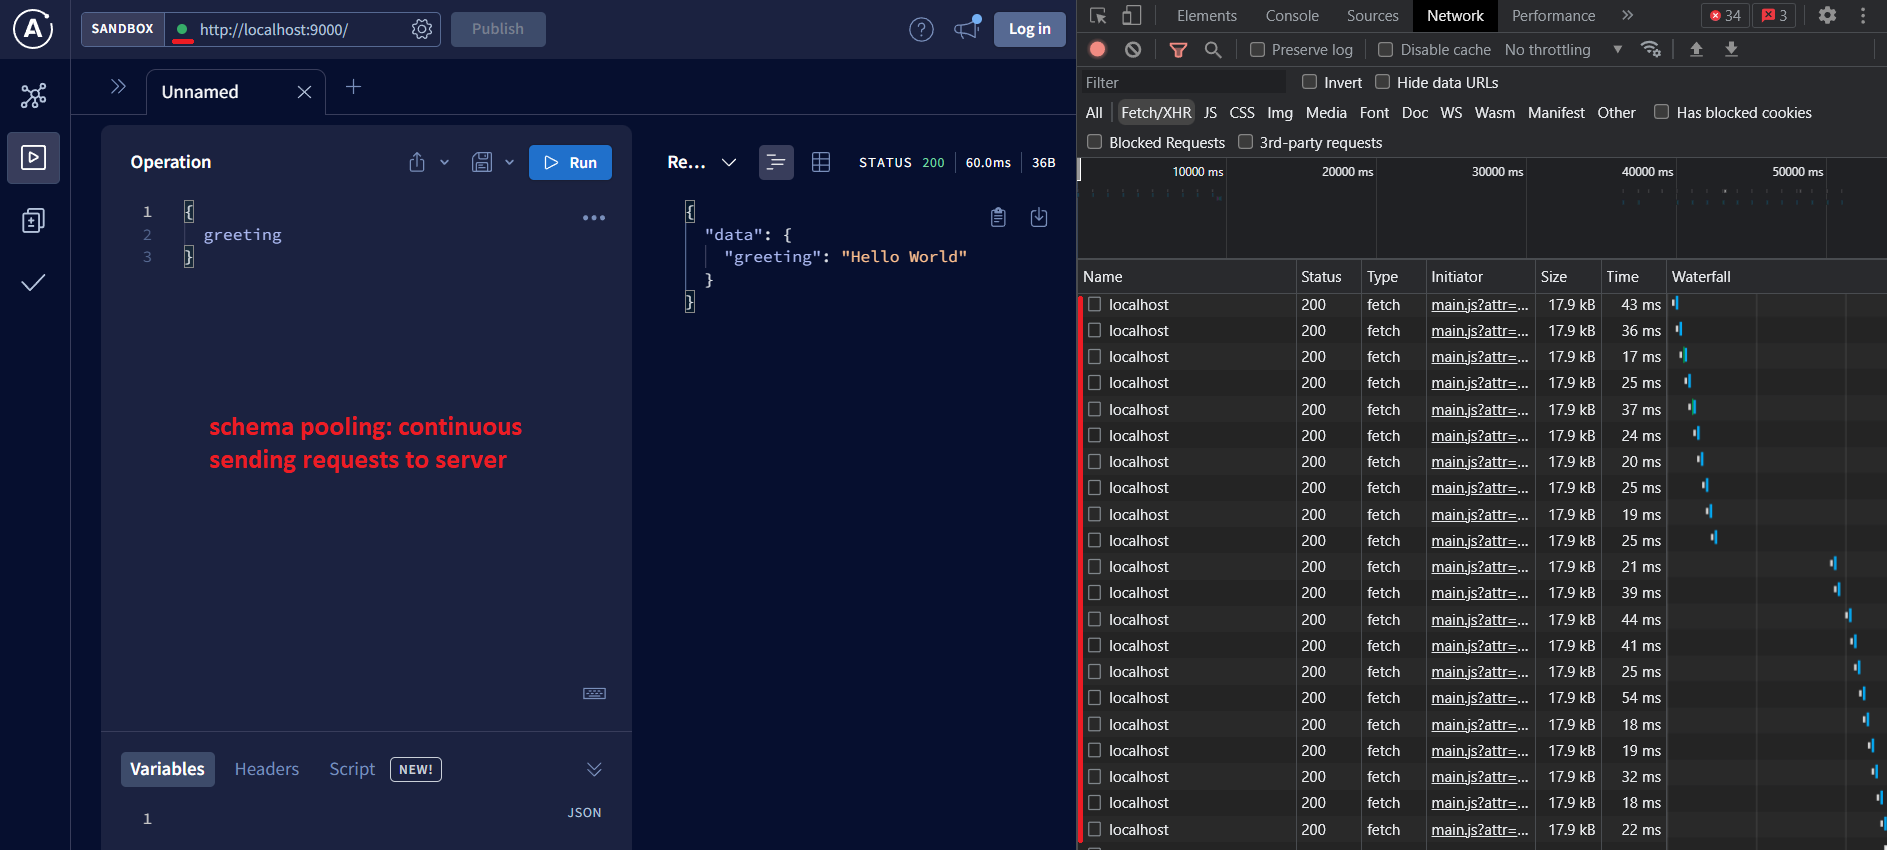 SANDBOX http://localhost:9000/ Publish Log in
Unnamed
Operation Run
1 {
2 greeting
3 }
schema pooling: continuous
sending requests to server
Variables Headers Script NEW!
JSON
1
Re... STATUS 200 60.0ms 36B
{
"data": {
"greeting": "Hello World"
}
}
Elements Console Sources Network Performance 34 3
Preserve log Disable cache No throttling
Filter Invert Hide data URLs
All Fetch/XHR JS CSS Img Media Font Doc WS Wasm Manifest Other Has blocked cookies
Blocked Requests 3rd-party requests
10000 ms 20000 ms 30000 ms 40000 ms 50000 ms
Name Status Type Initiator Size Time Waterfall
localhost 200 fetch main.js?attr=... 17.9 kB 43 ms
localhost 200 fetch main.js?attr=... 17.9 kB 36 ms
localhost 200 fetch main.js?attr=... 17.9 kB 17 ms
localhost 200 fetch main.js?attr=... 17.9 kB 25 ms
localhost 200 fetch main.js?attr=... 17.9 kB 37 ms
localhost 200 fetch main.js?attr=... 17.9 kB 24 ms
localhost 200 fetch main.js?attr=... 17.9 kB 20 ms
localhost 200 fetch main.js?attr=... 17.9 kB 25 ms
localhost 200 fetch main.js?attr=... 17.9 kB 19 ms
localhost 200 fetch main.js?attr=... 17.9 kB 25 ms
localhost 200 fetch main.js?attr=... 17.9 kB 21 ms
localhost 200 fetch main.js?attr=... 17.9 kB 39 ms
localhost 200 fetch main.js?attr=... 17.9 kB 44 ms
localhost 200 fetch main.js?attr=... 17.9 kB 41 ms
localhost 200 fetch main.js?attr=... 17.9 kB 25 ms
localhost 200 fetch main.js?attr=... 17.9 kB 54 ms
localhost 200 fetch main.js?attr=... 17.9 kB 18 ms
localhost 200 fetch main.js?attr=... 17.9 kB 19 ms
localhost 200 fetch main.js?attr=... 17.9 kB 32 ms
localhost 200 fetch main.js?attr=... 17.9 kB 18 ms
localhost 200 fetch main.js?attr=... 17.9 kB 22 ms